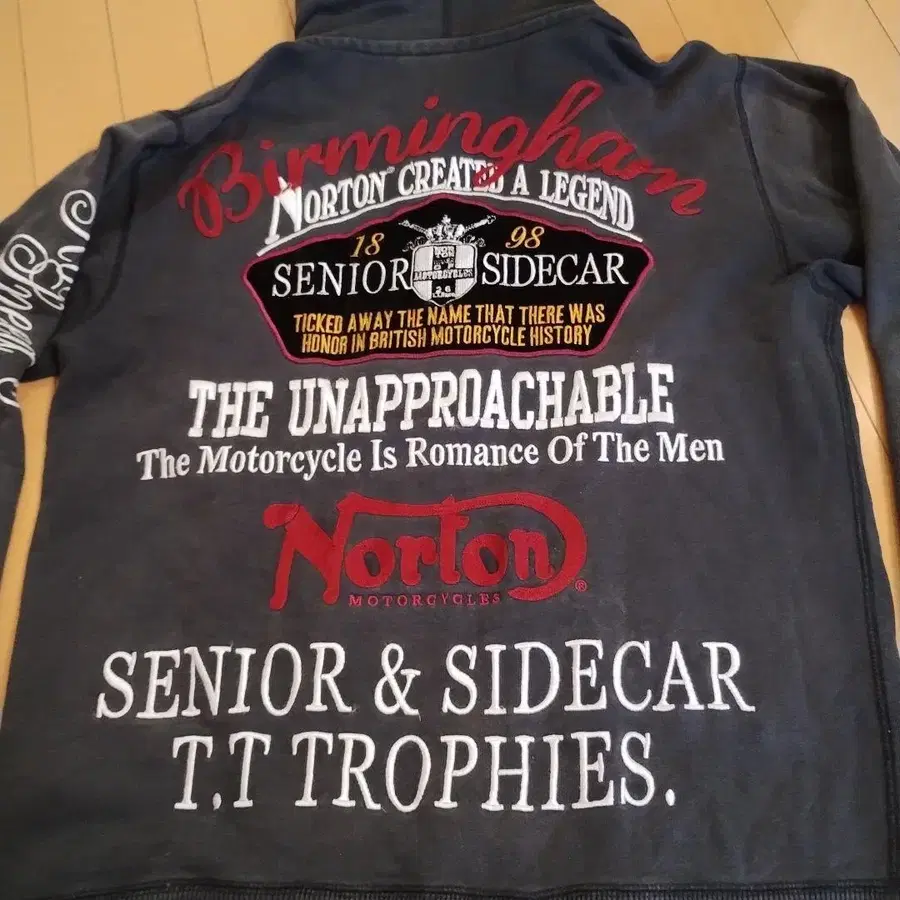 Birmingham
NORTON® CREATED A LEGEND
18 98
SENIOR SIDECAR
MOTORCYCLES
TICKED AWAY THE NAME THAT THERE WAS
HONOR IN BRITISH MOTORCYCLE HISTORY
THE UNAPPROACHABLE
The Motorcycle Is Romance Of The Men
Norton®
MOTORCYCLES
SENIOR & SIDECAR
T.T TROPHIES.